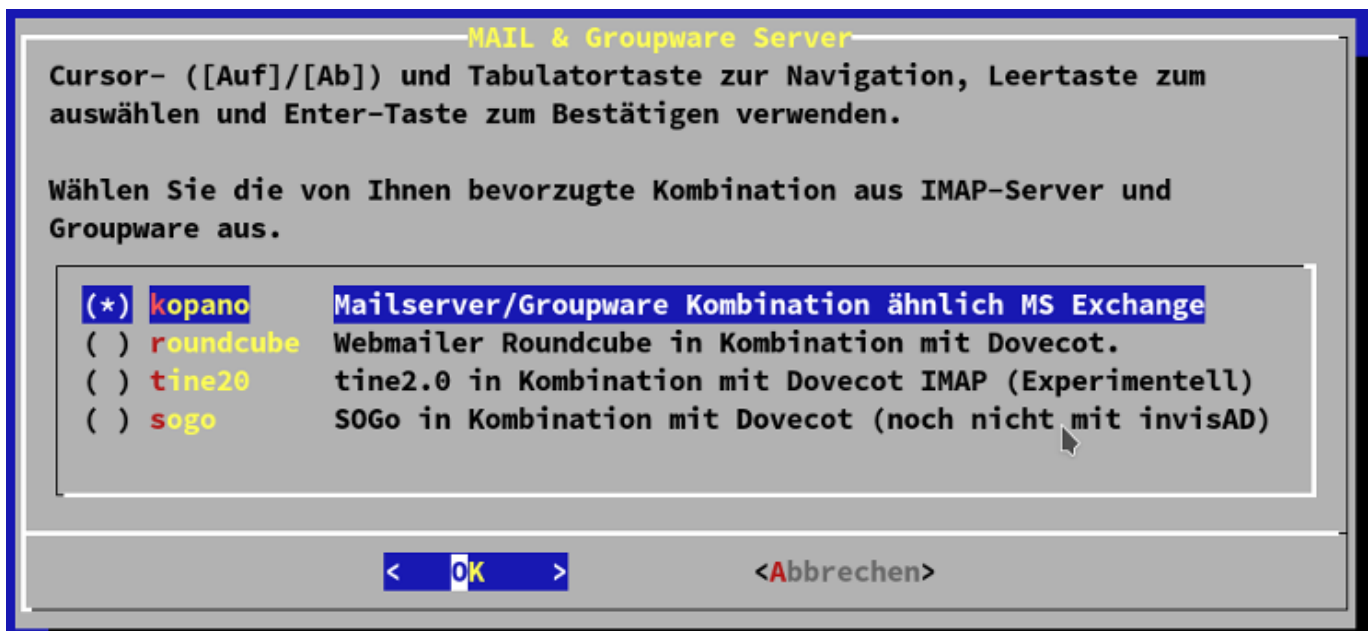 MAIL & Groupware Server
Cursor- ([Auf]/[Ab]) und Tabulatortaste zur Navigation, Leertaste zum
auswählen und Enter-Taste zum Bestätigen verwenden.
Wählen Sie die von Ihnen bevorzugte Kombination aus IMAP-Server und
Groupware aus.
(*) kopano Mailserver/Groupware Kombination ähnlich MS Exchange
( ) roundcube Webmailer Roundcube in Kombination mit Dovecot.
( ) tine20 tine2.0 in Kombination mit Dovecot IMAP (Experimentell)
( ) sogo SOGo in Kombination mit Dovecot (noch nicht mit invisAD)
< OK > <Abbrechen>